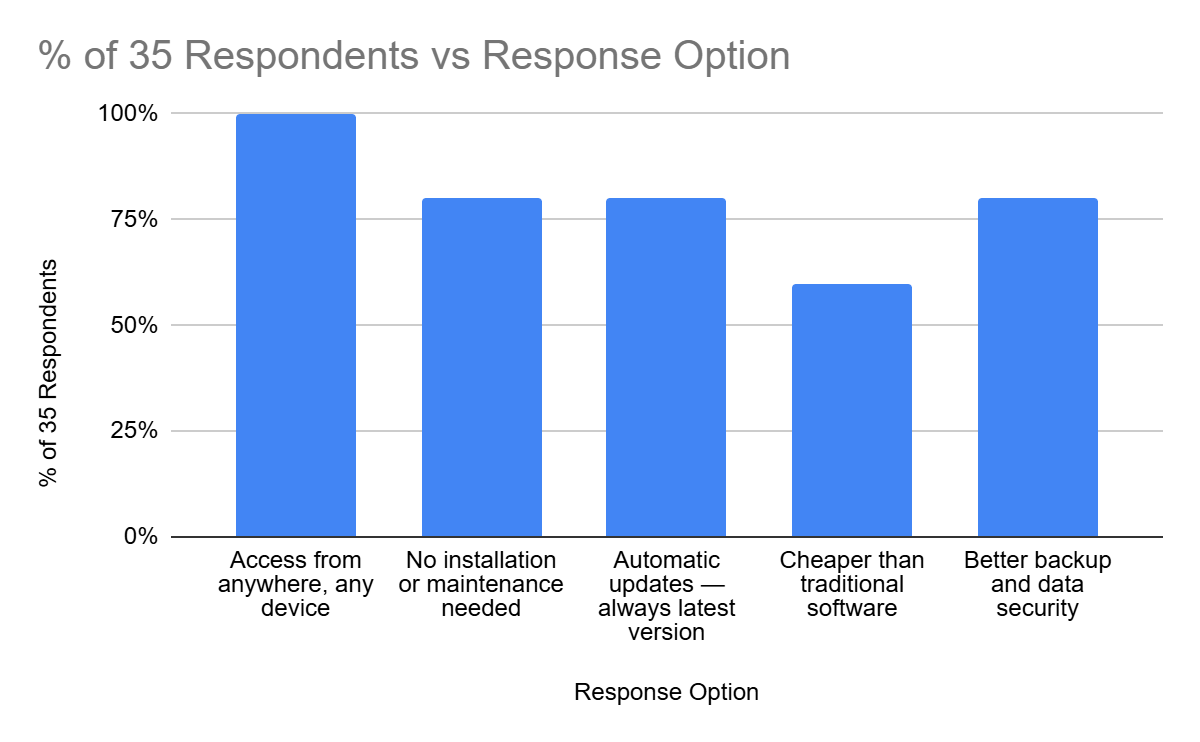 % of 35 Respondents vs Response Option
100%
75%
50%
25%
0%
% of 35 Respondents
Access from
anywhere, any
device
No installation
or maintenance
needed
Automatic
updates —
always latest
version
Cheaper than
traditional
software
Better backup
and data
security
Response Option